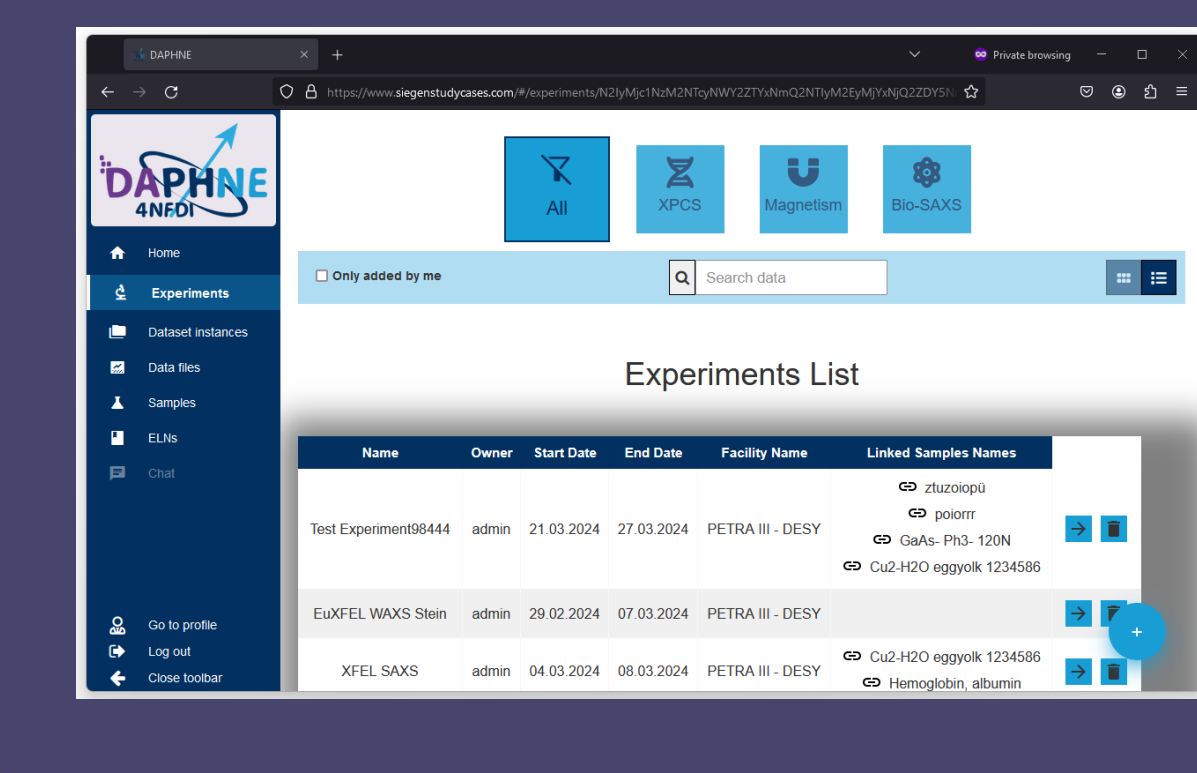 DAPHNE
Private browsing
https://www.siegenstudycases.com/#/experiments/N2IyMjc1NzM2NTcyNWY2ZTYxNmQ2NTIyM2EyMjYxNjQ2ZDY5N
DAPHNE
4NFDI
Home
Experiments
Dataset instances
Data files
Samples
ELNs
Chat
Go to profile
Log out
Close toolbar
All
XPCS
Magnetism
Bio-SAXS
Only added by me
Search data
Experiments List
Name Owner Start Date End Date Facility Name Linked Samples Names
ztuzoiopü
poiorrr
Test Experiment98444 admin 21.03.2024 27.03.2024 PETRA III - DESY
GaAs- Ph3- 120N
Cu2-H2O eggyolk 1234586
EuXFEL WAXS Stein admin 29.02.2024 07.03.2024 PETRA III - DESY
Cu2-H2O eggyolk 1234586
XFEL SAXS admin 04.03.2024 08.03.2024 PETRA III - DESY
Hemoglobin, albumin